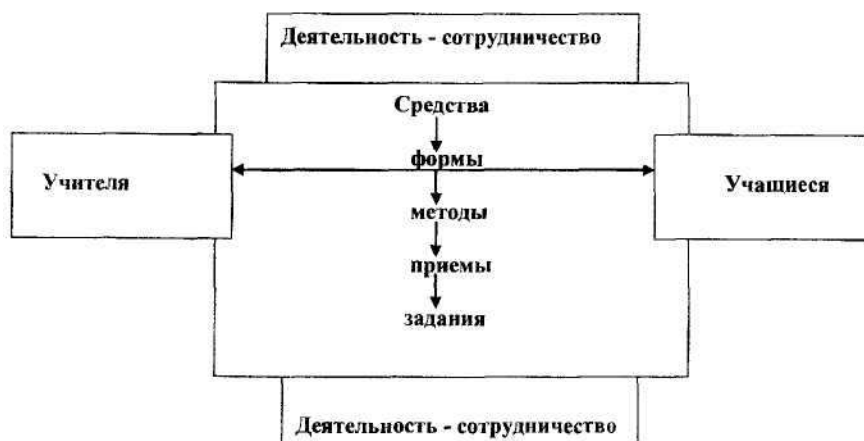 Деятельность - сотрудничество
Средства
формы
Учителя
Учащиеся
методы
приемы
задания
Деятельность - сотрудничество